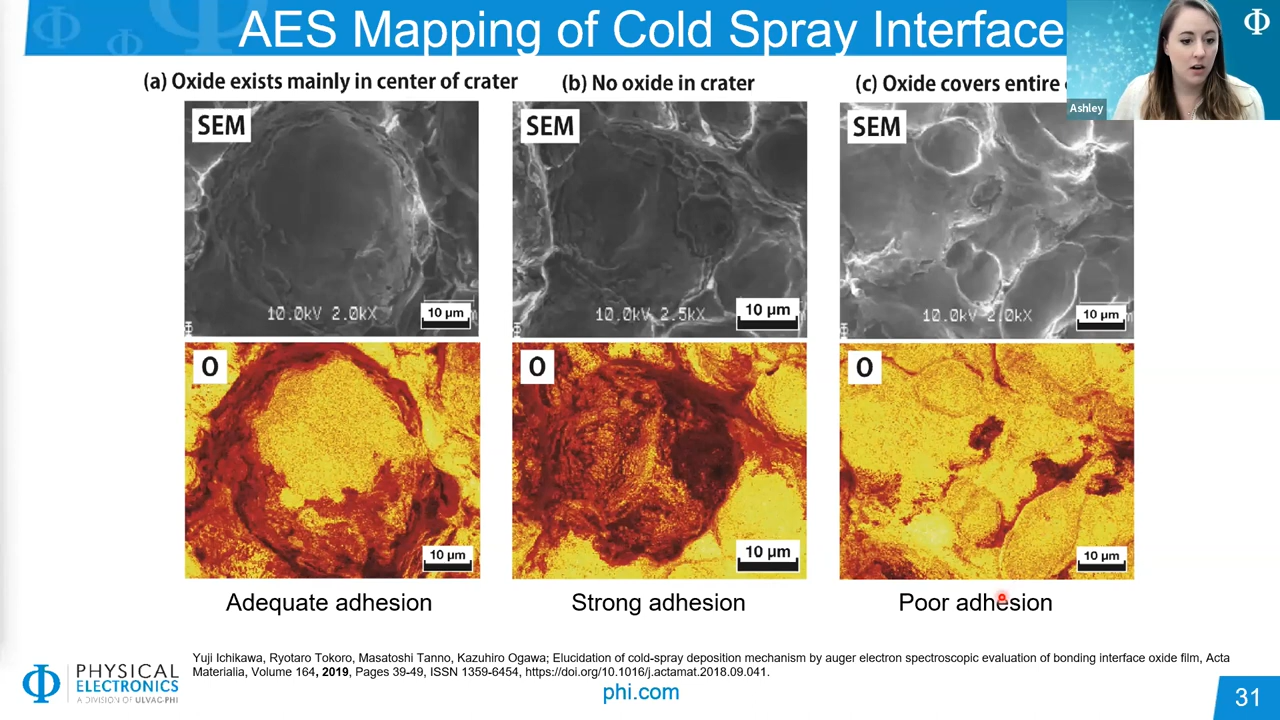 AES Mapping of Cold Spray Interface
Ashley
(a) Oxide exists mainly in center of crater
(b) No oxide in crater
(c) Oxide covers entire
SEM
SEM
SEM
10.0kV 2.0kX
10 µm
10.0kV 2.5kX
10 µm
10.0kV 2.0kX
10 µm
O
O
O
10 µm
10 µm
10 µm
Adequate adhesion
Strong adhesion
Poor adhesion
Yuji Ichikawa, Ryotaro Tokoro, Masatoshi Tanno, Kazuhiro Ogawa; Elucidation of cold-spray deposition mechanism by auger electron spectroscopic evaluation of bonding interface oxide film, Acta
Materialia, Volume 164, 2019, Pages 39-49, ISSN 1359-6454, https://doi.org/10.1016/j.actamat.2018.09.041.
PHYSICAL
ELECTRONICS
A DIVISION OF ULVAC-PHI
phi.com
31